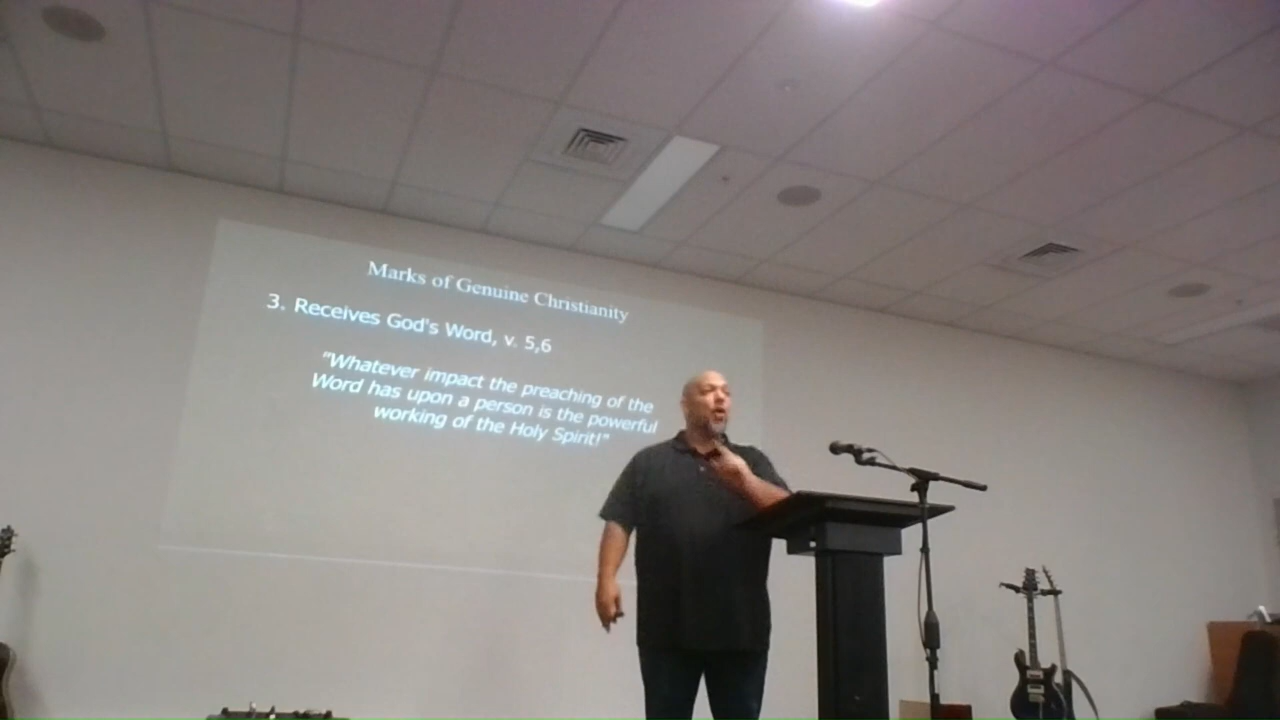 Marks of Genuine Christianity
3. Receives God's Word, v. 5,6
"Whatever impact the preaching of the
Word has upon a person is the powerful
working of the Holy Spirit!"